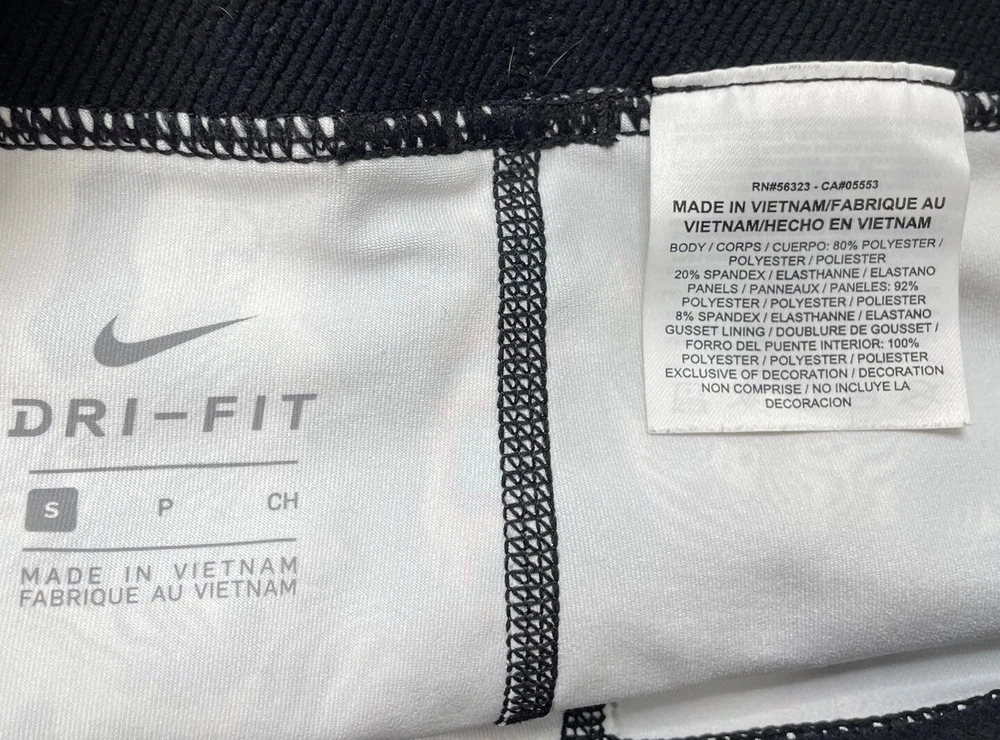 DRI-FIT
S P CH
MADE IN VIETNAM
FABRIQUE AU VIETNAM
RN#56323 - CA#05553
MADE IN VIETNAM/FABRIQUE AU
VIETNAM/HECHO EN VIETNAM
BODY / CORPS / CUERPO: 80% POLYESTER /
POLYESTER / POLIESTER
20% SPANDEX / ELASTHANNE / ELASTANO
PANELS / PANNEAUX / PANELES: 92%
POLYESTER / POLYESTER / POLIESTER
8% SPANDEX / ELASTHANNE / ELASTANO
GUSSET LINING / DOUBLURE DE GOUSSET /
FORRO DEL PUENTE INTERIOR: 100%
POLYESTER / POLYESTER / POLIESTER
EXCLUSIVE OF DECORATION / DECORATION
NON COMPRISE / NO INCLUYE LA
DECORACION